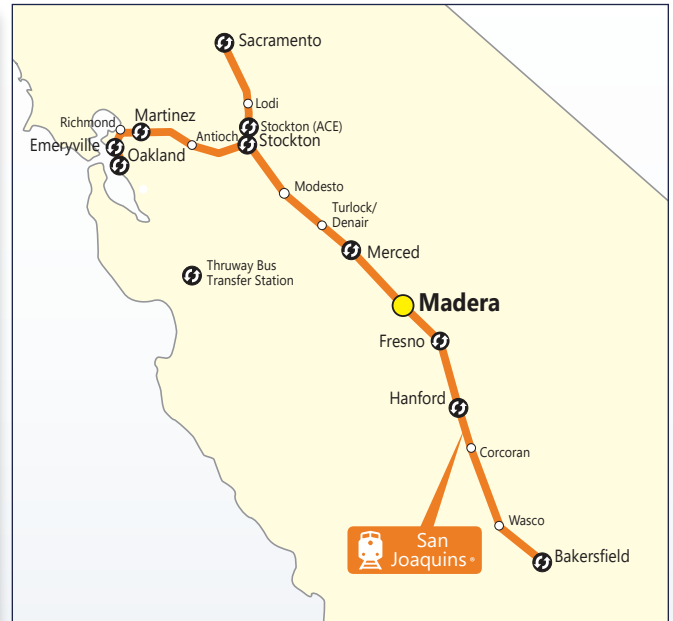 Sacramento
Lodi
Stockton (ACE)
Stockton
Richmond
Martinez
Antioch
Emeryville
Oakland
Modesto
Turlock/
Denair
Merced
Thruway Bus
Transfer Station
Madera
Fresno
Hanford
Corcoran
Wasco
San
Joaquins®
Bakersfield